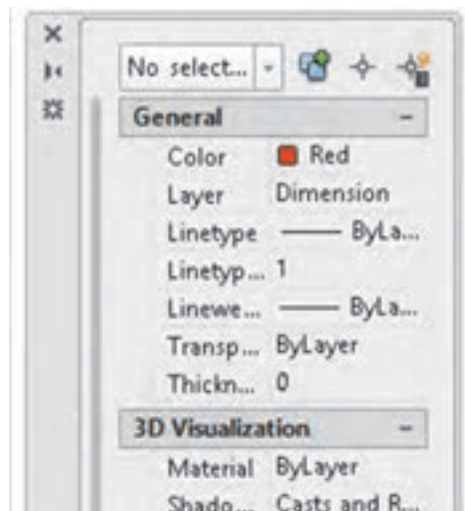 No select...
General
Color Red
Layer Dimension
Linetype ByLa...
Linetyp... 1
Linewe... ByLa...
Transp... ByLayer
Thickn... 0
3D Visualization
Material ByLayer
Shado... Casts and R...